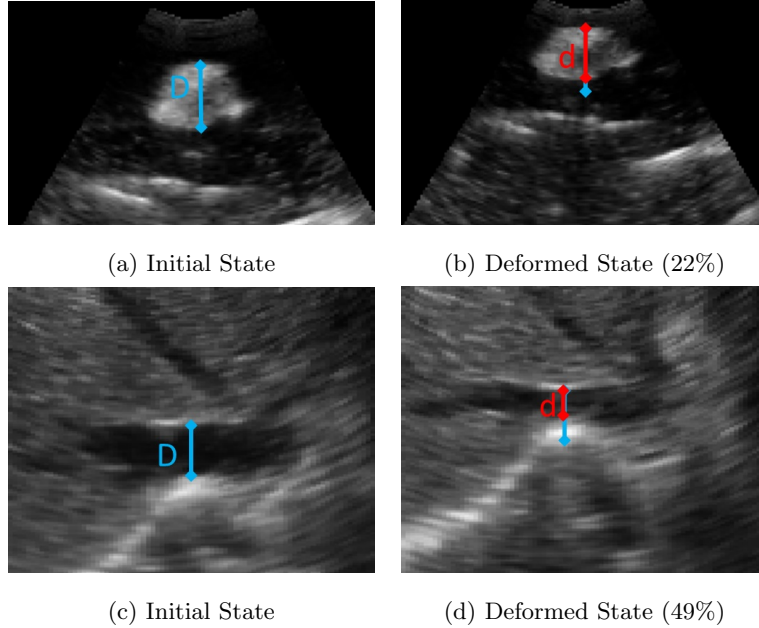 D
d
(a) Initial State
(b) Deformed State (22%)
D
d
(c) Initial State
(d) Deformed State (49%)